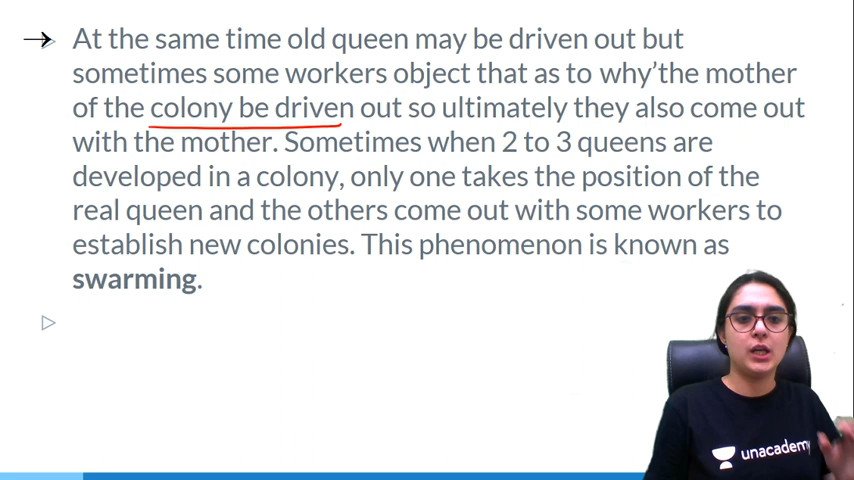 At the same time old queen may be driven out but
sometimes some workers object that as to why’the mother
of the colony be driven out so ultimately they also come out
with the mother. Sometimes when 2 to 3 queens are
developed in a colony, only one takes the position of the
real queen and the others come out with some workers to
establish new colonies. This phenomenon is known as
swarming.
unacademy